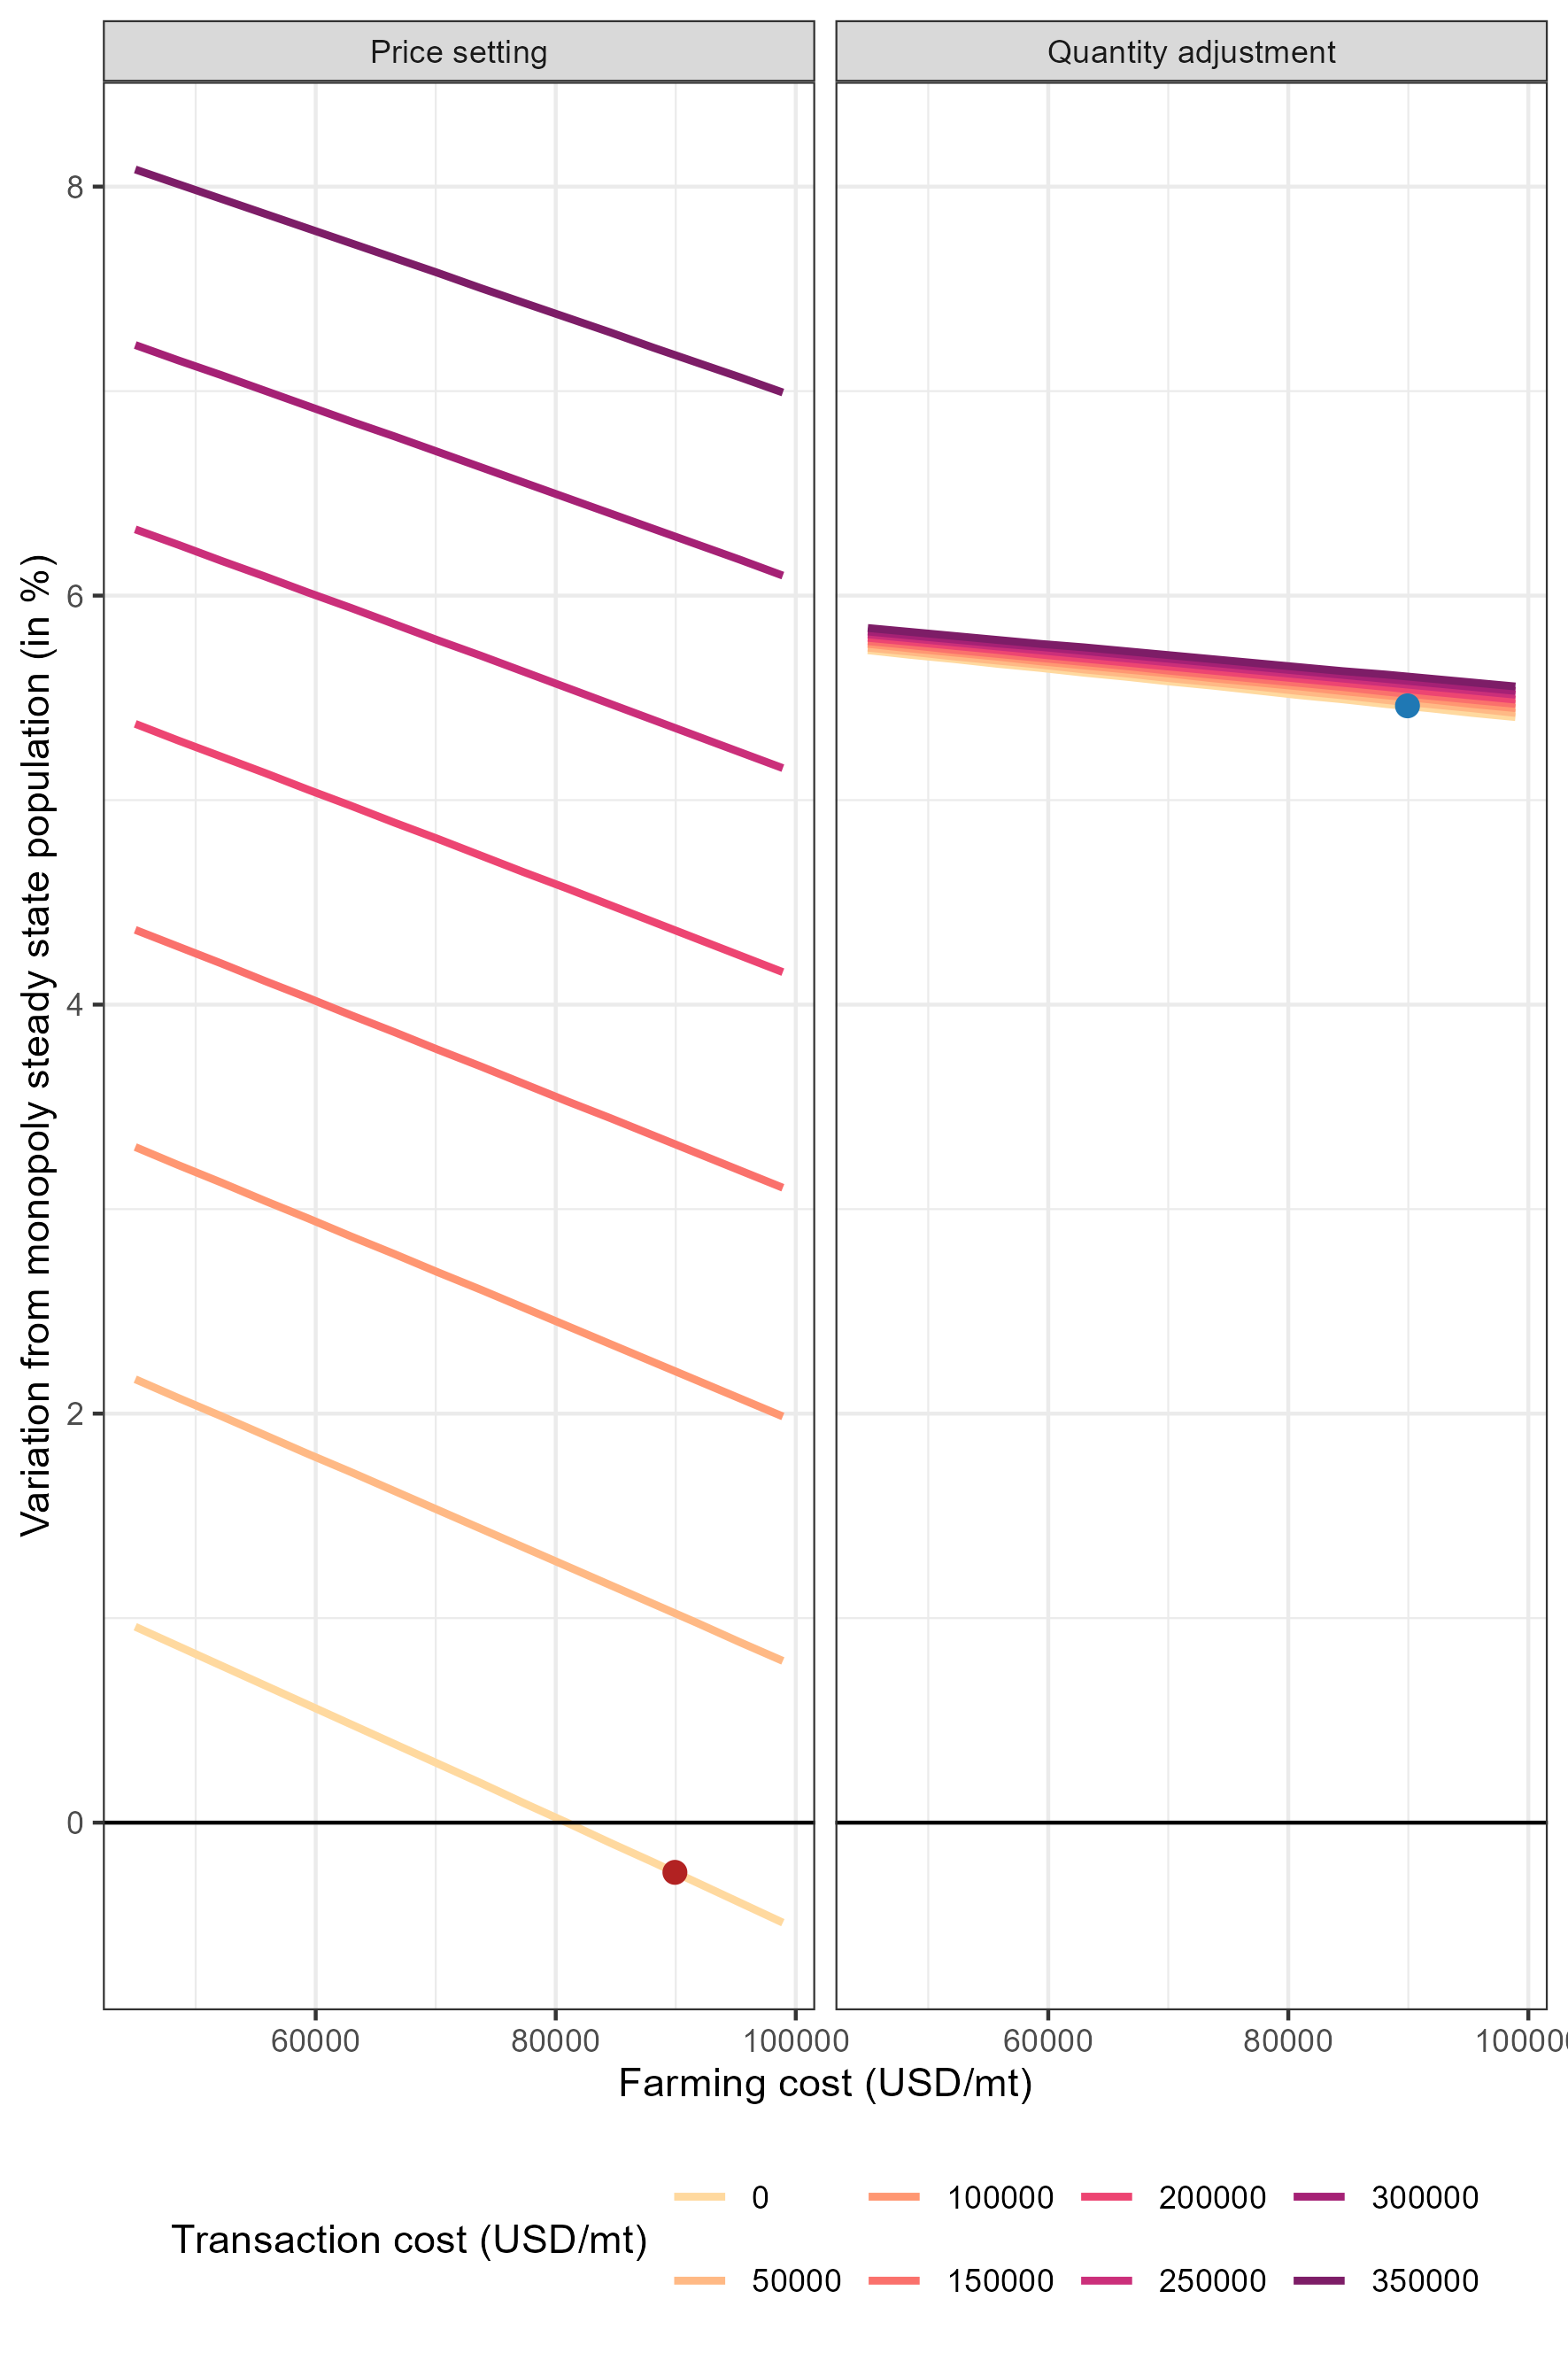 Price setting
Quantity adjustment
Variation from monopoly steady state population (in %)
8
6
4
2
0
60000 80000 100000 60000 80000 100000
Farming cost (USD/mt)
Transaction cost (USD/mt)
0 100000 200000 300000
50000 150000 250000 350000